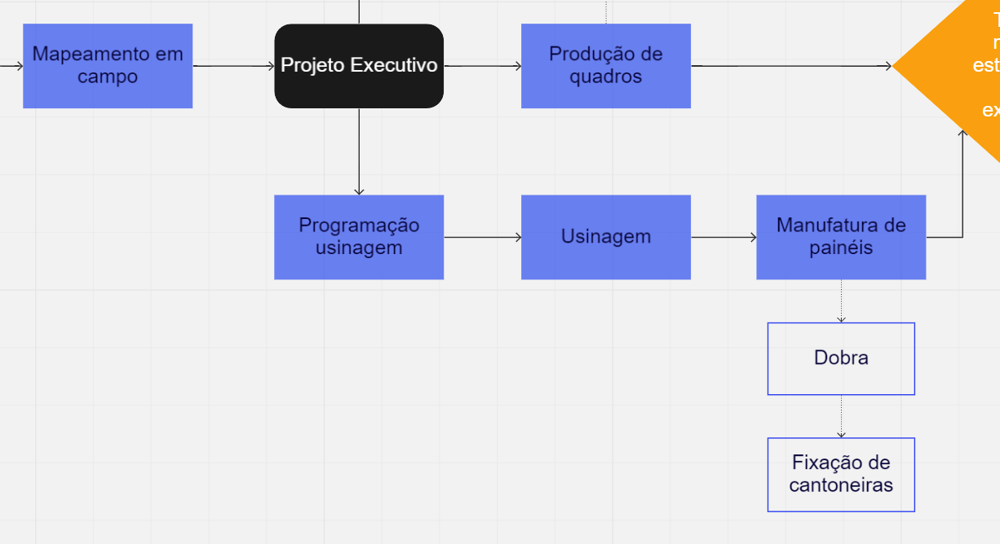 Mapeamento em
campo
Projeto Executivo
Produção de
quadros
Programação
usinagem
Usinagem
Manufatura de
painéis
Dobra
Fixação de
cantoneiras